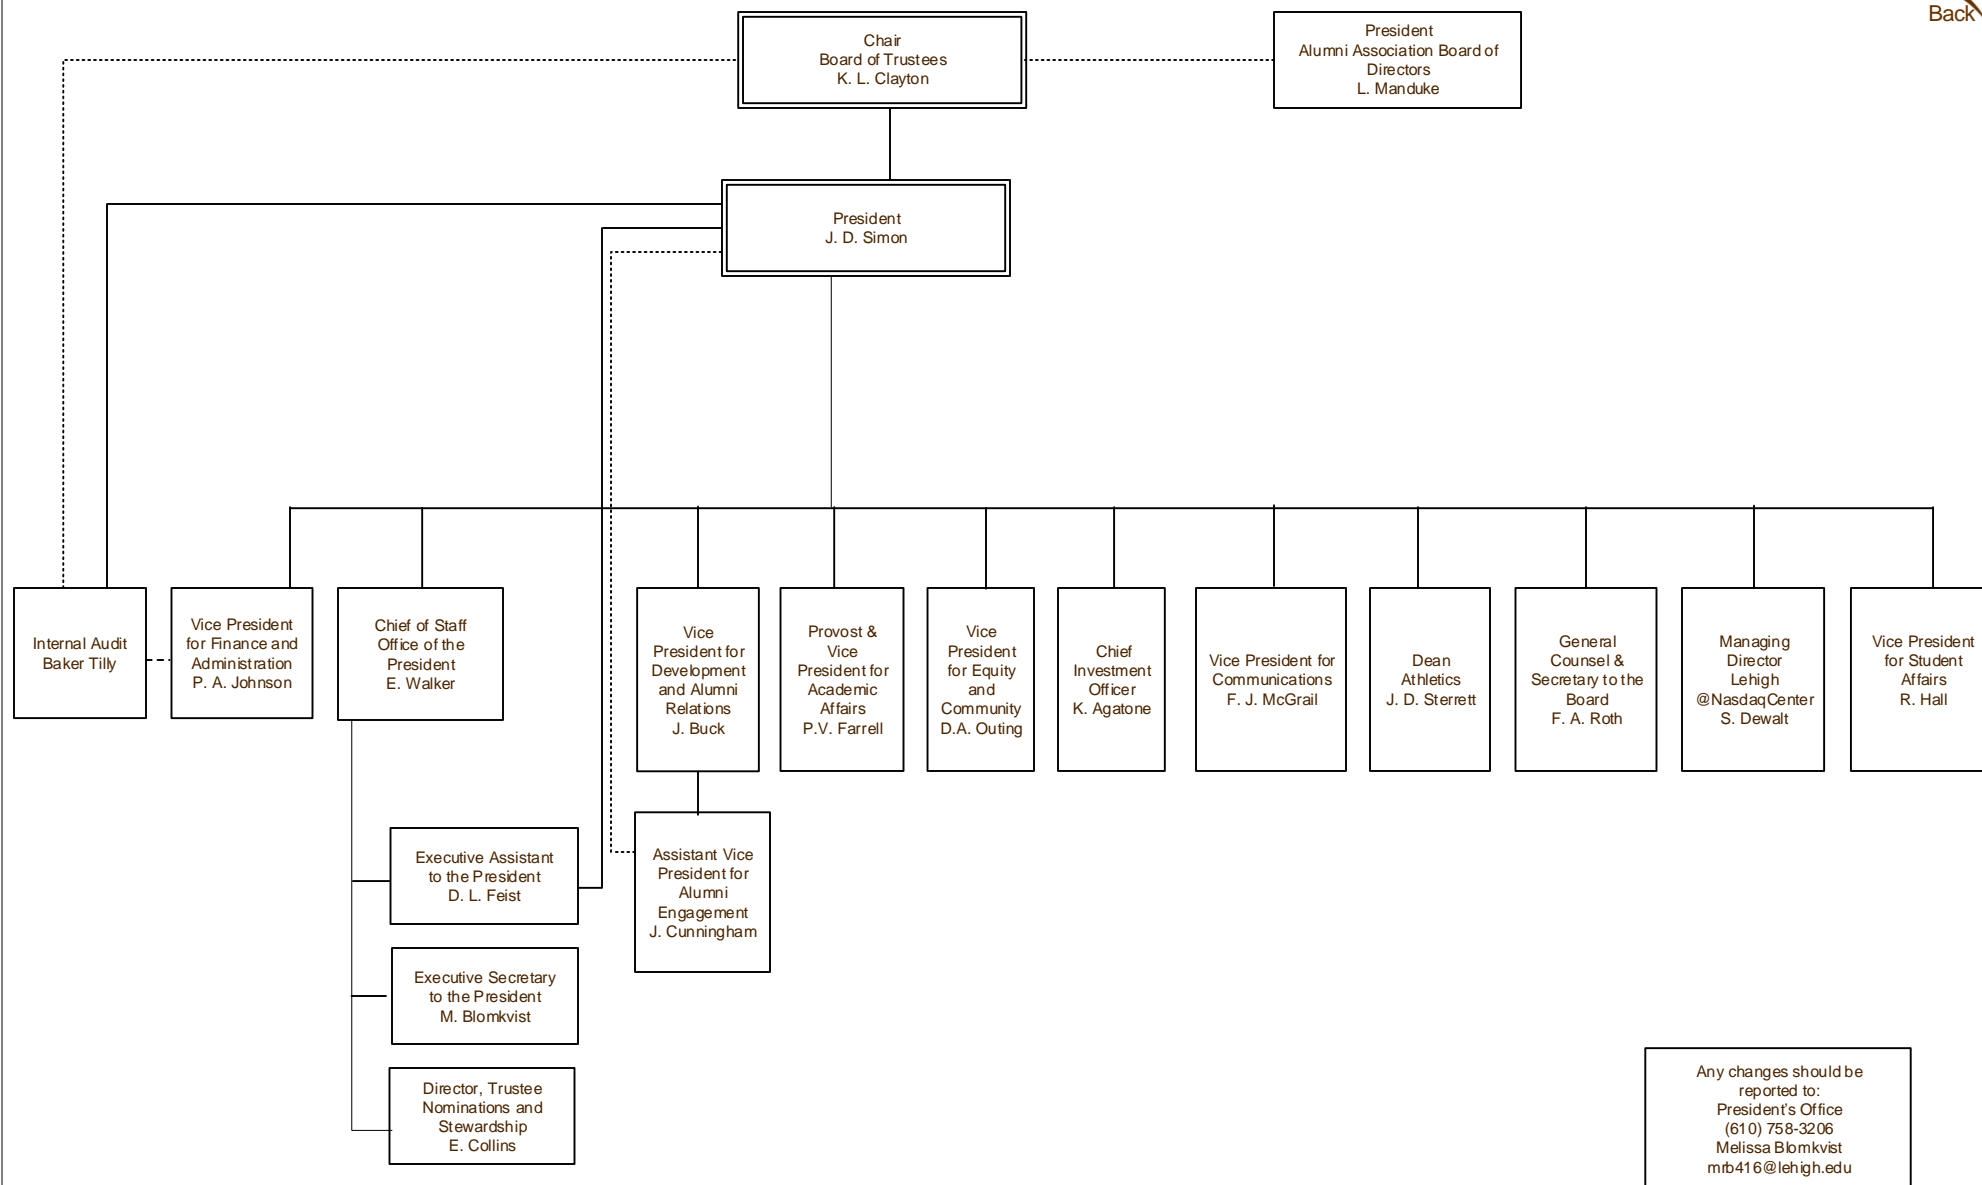 Back
Chair
Board of Trustees
K. L. Clayton
President
Alumni Association Board of
Directors
L. Manduke
President
J. D. Simon
Internal Audit
Baker Tilly
Vice President
for Finance and
Administration
P. A. Johnson
Chief of Staff
Office of the
President
E. Walker
Vice
President for
Development
and Alumni
Relations
J. Buck
Provost &
Vice
President for
Academic
Affairs
P.V. Farrell
Vice
President
for Equity
and
Community
D.A. Outing
Chief
Investment
Officer
K. Agatone
Vice President for
Communications
F. J. McGrail
Dean
Athletics
J. D. Sterrett
General
Counsel &
Secretary to the
Board
F. A. Roth
Managing
Director
Lehigh
@NasdaqCenter
S. Dewalt
Vice President
for Student
Affairs
R. Hall
Executive Assistant
to the President
D. L. Feist
Assistant Vice
President for
Alumni
Engagement
J. Cunningham
Executive Secretary
to the President
M. Blomkvist
Director, Trustee
Nominations and
Stewardship
E. Collins
Any changes should be
reported to:
President's Office
(610) 758-3206
Melissa Blomkvist
mrb416@lehigh.edu